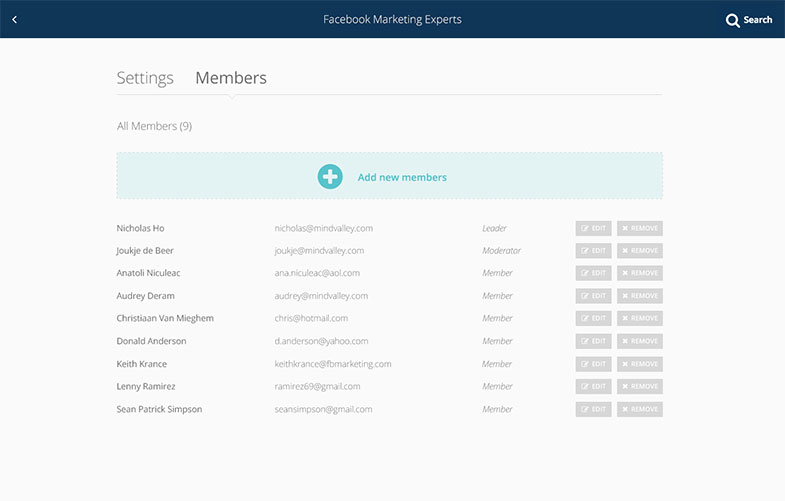 Facebook Marketing Experts
Search
Settings Members
All Members (9)
Add new members
Nicholas Ho nicholas@mindvalley.com Leader EDIT REMOVE
Joukje de Beer joukje@mindvalley.com Moderator EDIT REMOVE
Anatoli Niculeac ana.niculeac@aol.com Member EDIT REMOVE
Audrey Deram audrey@mindvalley.com Member EDIT REMOVE
Christiaan Van Mieghem chris@hotmail.com Member EDIT REMOVE
Donald Anderson d.anderson@yahoo.com Member EDIT REMOVE
Keith Krance keithkrance@fbmarketing.com Member EDIT REMOVE
Lenny Ramirez ramirez69@gmail.com Member EDIT REMOVE
Sean Patrick Simpson seansimpson@gmail.com Member EDIT REMOVE